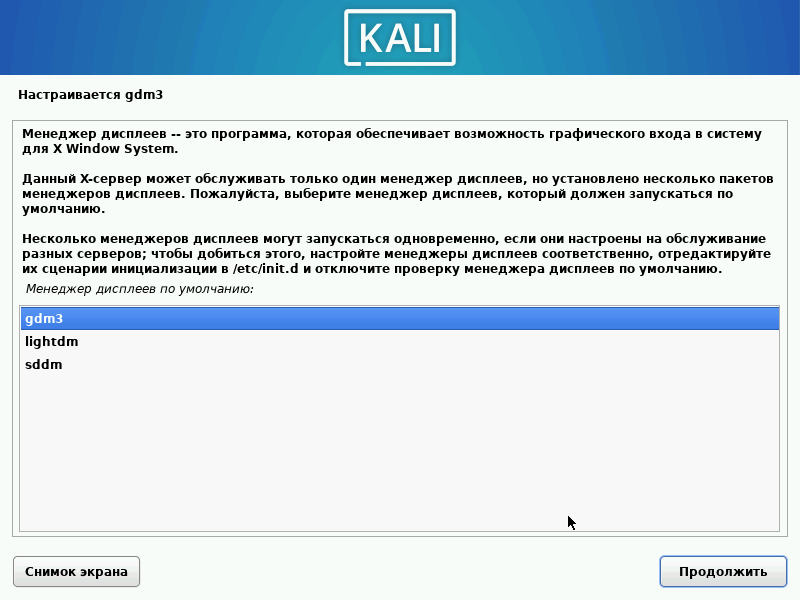 KALI
Настраивается gdm3
Менеджер дисплеев -- это программа, которая обеспечивает возможность графического входа в систему
для X Window System.
Данный X-сервер может обслуживать только один менеджер дисплеев, но установлено несколько пакетов
менеджеров дисплеев. Пожалуйста, выберите менеджер дисплеев, который должен запускаться по
умолчанию.
Несколько менеджеров дисплеев могут запускаться одновременно, если они настроены на обслуживание
разных серверов; чтобы добиться этого, настройте менеджеры дисплеев соответственно, отредактируйте
их сценарии инициализации в /etc/init.d и отключите проверку менеджера дисплеев по умолчанию.
Менеджер дисплеев по умолчанию:
gdm3
lightdm
sddm
Снимок экрана
Продолжить